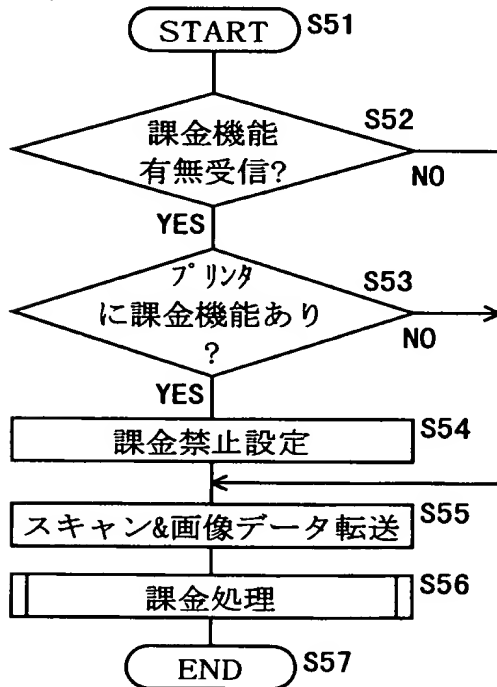 START S51
課金機能 S52
有無受信?
NO
YES
プリンタ S53
に課金機能あり
?
NO
YES
課金禁止設定 S54
スキャン&画像データ転送 S55
課金処理 S56
END S57